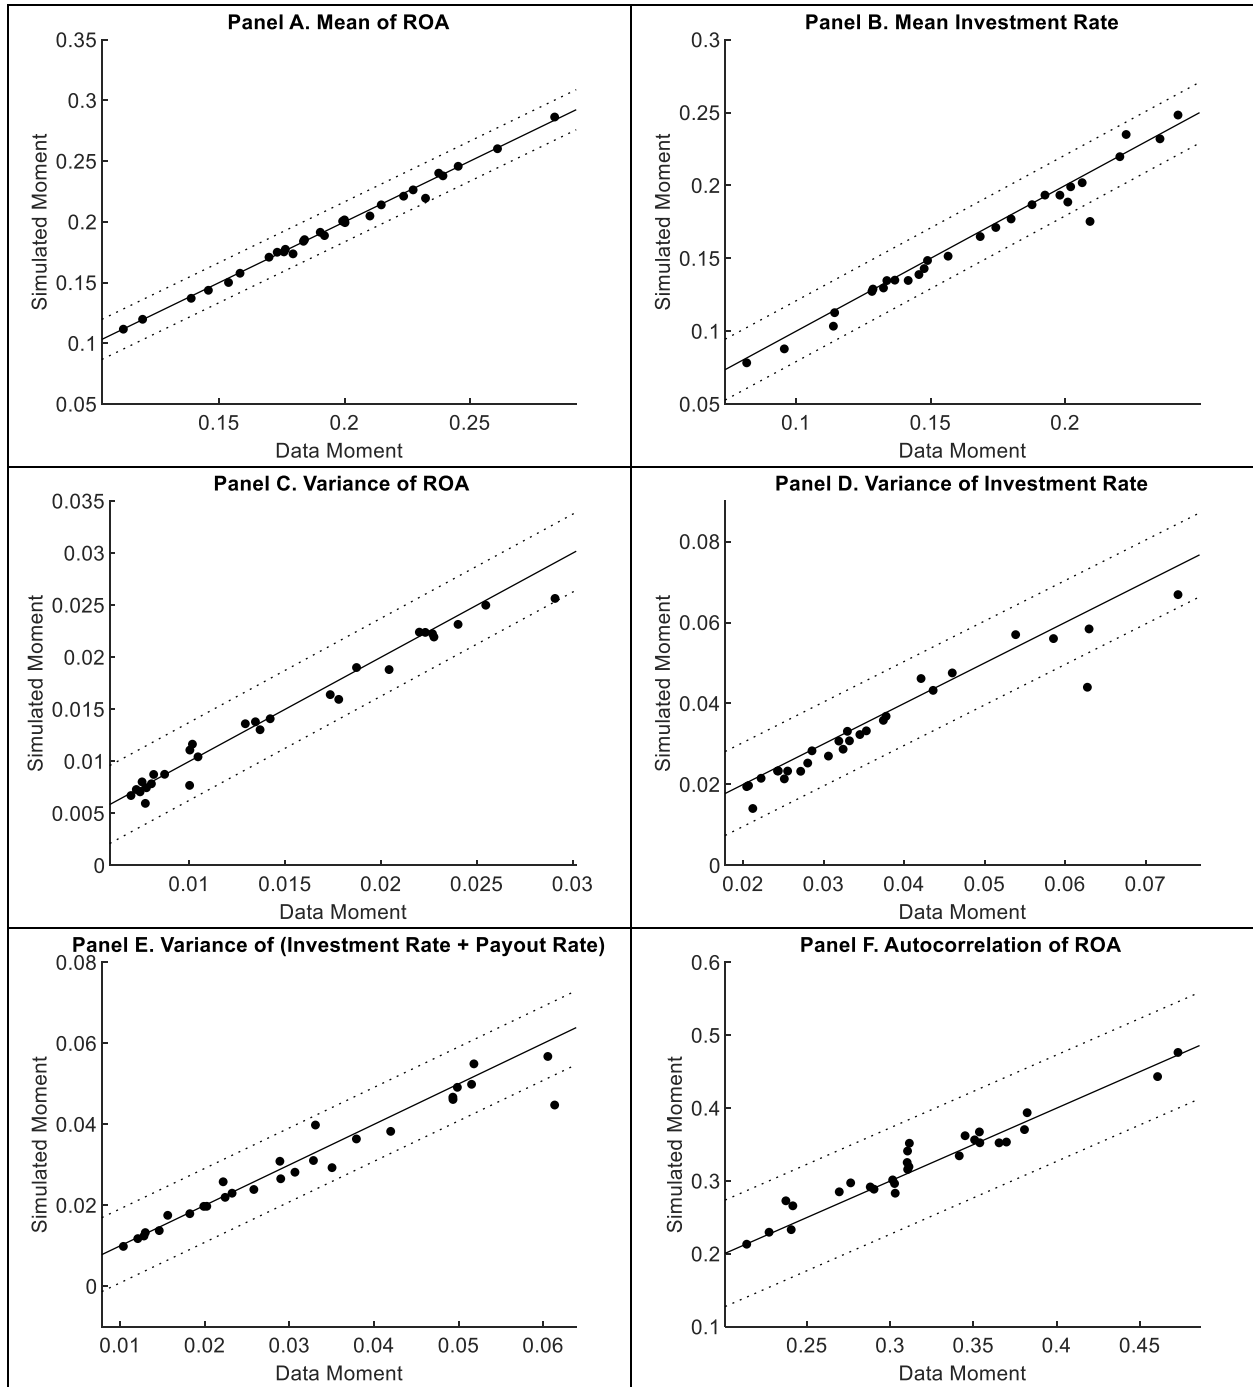 Panel A. Mean of ROA
0.35
0.3
0.25
0.2
0.15
0.1
0.05
Simulated Moment
0.15 0.2 0.25
Data Moment
Panel B. Mean Investment Rate
0.3
0.25
0.2
0.15
0.1
0.05
Simulated Moment
0.1 0.15 0.2
Data Moment
Panel C. Variance of ROA
0.035
0.03
0.025
0.02
0.015
0.01
0.005
0
Simulated Moment
0.01 0.015 0.02 0.025 0.03
Data Moment
Panel D. Variance of Investment Rate
0.08
0.06
0.04
0.02
0
Simulated Moment
0.02 0.03 0.04 0.05 0.06 0.07
Data Moment
Panel E. Variance of (Investment Rate + Payout Rate)
0.08
0.06
0.04
0.02
0
Simulated Moment
0.01 0.02 0.03 0.04 0.05 0.06
Data Moment
Panel F. Autocorrelation of ROA
0.6
0.5
0.4
0.3
0.2
0.1
Simulated Moment
0.25 0.3 0.35 0.4 0.45
Data Moment